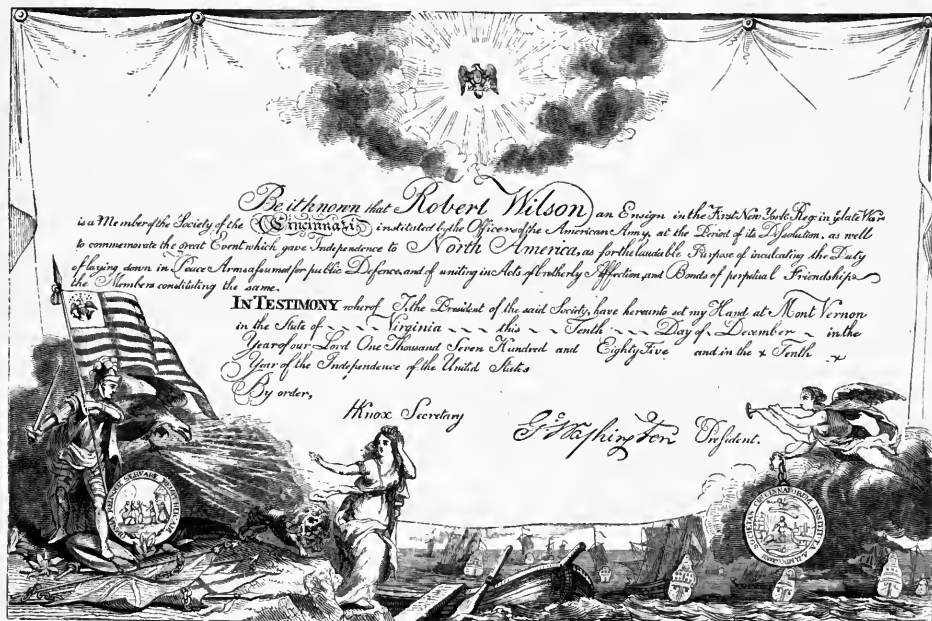 Be it known that Robert Wilson an Ensign in the First New York Reg. in ye late War
is a Member of the Society of the Cincinnati instituted by the Officers of the American Army, at the Period of its Dissolution, as well
to commemorate the great Event which gave Independence to North America, as for the laudable Purpose of inculcating the Duty
of laying down in Peace Arms assumed for public Defence, and of uniting in Acts of brotherly Affection, and Bonds of perpetual Friendship
the Members constituting the same.
IN TESTIMONY whereof I the President of the said Society, have hereunto set my Hand at Mont Vernon
in the State of Virginia this Tenth Day of December in the
Year of our Lord One Thousand Seven Hundred and Eighty Five and in the Tenth
Year of the Independence of the United States
By order,
HKnox Secretary
G:Washington President.